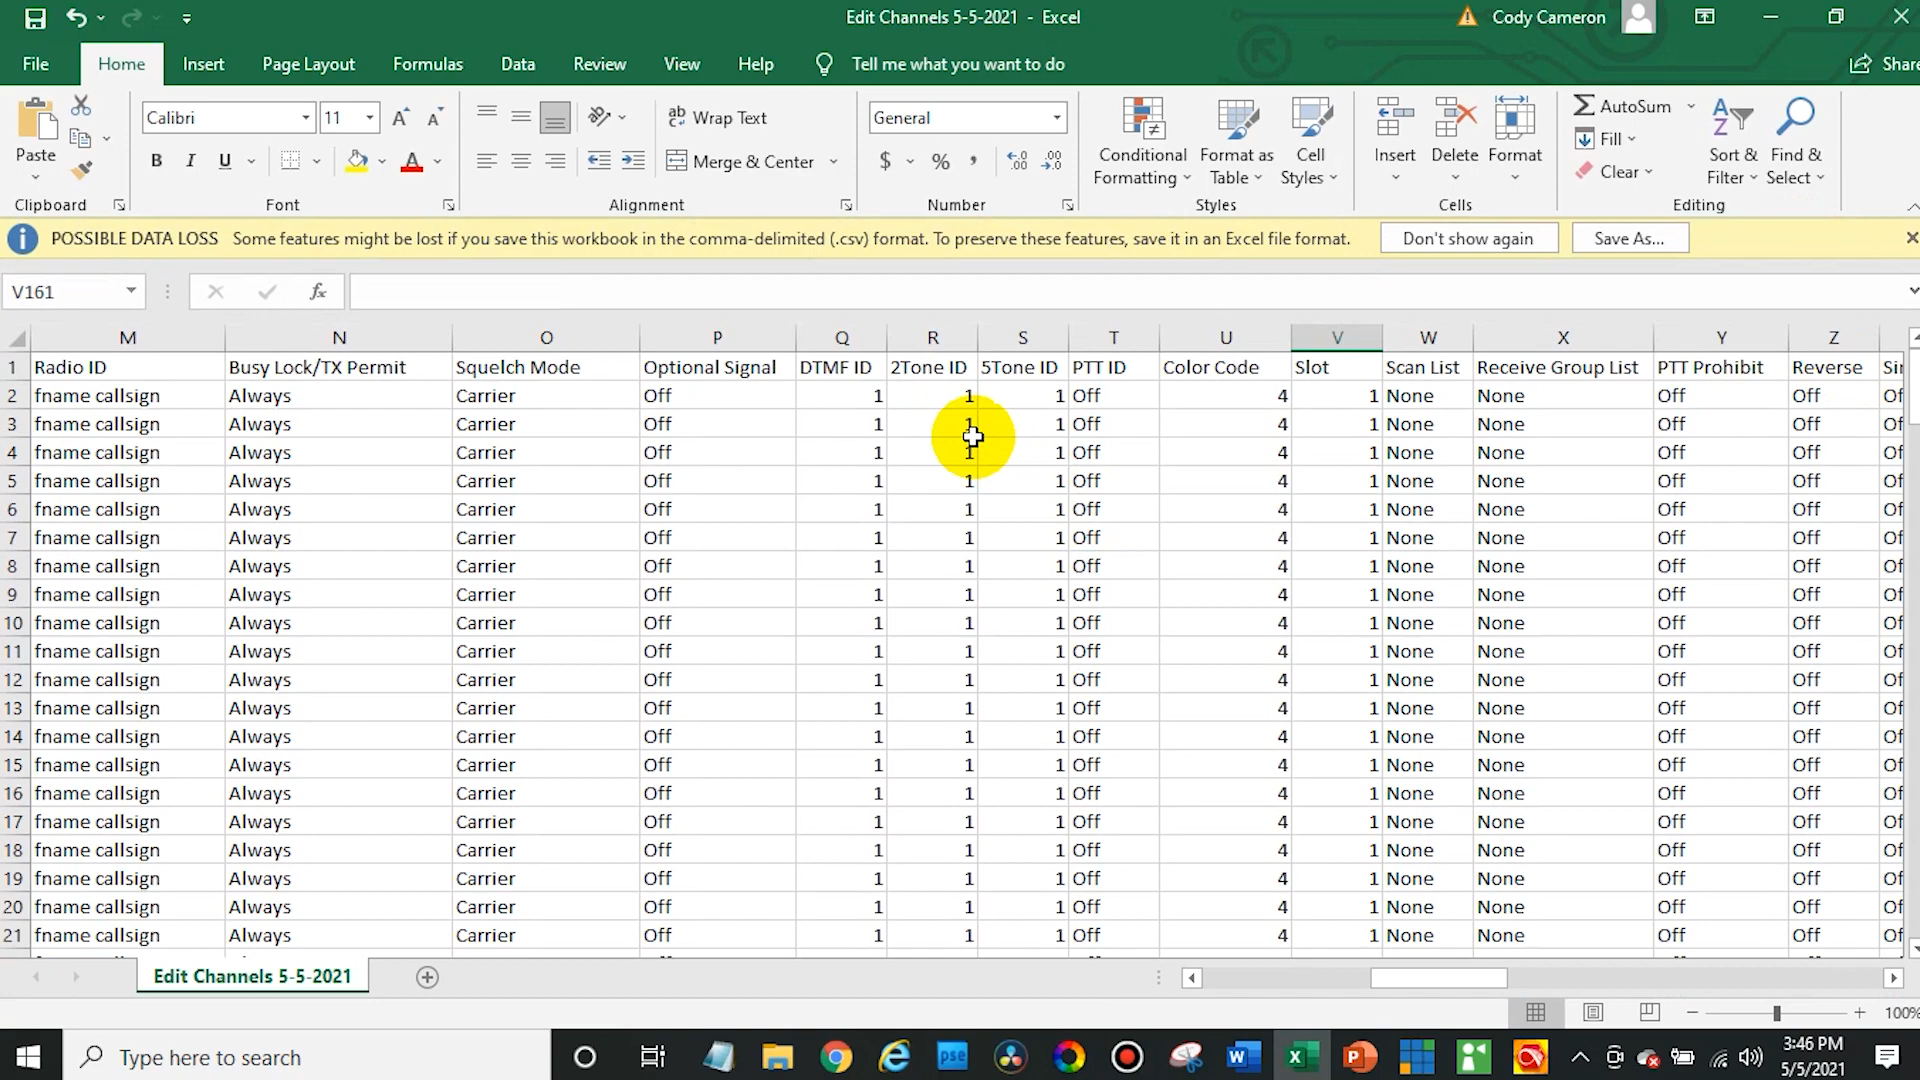 Edit Channels 5-5-2021 - Excel
Cody Cameron
File Home Insert Page Layout Formulas Data Review View Help Tell me what you want to do Share
Paste
Calibri 11
B I U A
Wrap Text
Merge & Center
General
$ % ,
Conditional Formatting
Format as Table
Cell Styles
Insert Delete Format
AutoSum
Fill
Clear
Sort & Filter
Find & Select
Clipboard Font Alignment Number Styles Cells Editing
POSSIBLE DATA LOSS Some features might be lost if you save this workbook in the comma-delimited (.csv) format. To preserve these features, save it in an Excel file format. Don't show again Save As...
V161 fx
M N O P Q R S T U V W X Y Z
1 Radio ID Busy Lock/TX Permit Squelch Mode Optional Signal DTMF ID 2Tone ID 5Tone ID PTT ID Color Code Slot Scan List Receive Group List PTT Prohibit Reverse Sir
2 fname callsign Always Carrier Off 1 1 1 Off 4 1 None None Off Off Of
3 fname callsign Always Carrier Off 1 1 1 Off 4 1 None None Off Off Of
4 fname callsign Always Carrier Off 1 1 1 Off 4 1 None None Off Off Of
5 fname callsign Always Carrier Off 1 1 1 Off 4 1 None None Off Off Of
6 fname callsign Always Carrier Off 1 1 1 Off 4 1 None None Off Off Of
7 fname callsign Always Carrier Off 1 1 1 Off 4 1 None None Off Off Of
8 fname callsign Always Carrier Off 1 1 1 Off 4 1 None None Off Off Of
9 fname callsign Always Carrier Off 1 1 1 Off 4 1 None None Off Off Of
10 fname callsign Always Carrier Off 1 1 1 Off 4 1 None None Off Off Of
11 fname callsign Always Carrier Off 1 1 1 Off 4 1 None None Off Off Of
12 fname callsign Always Carrier Off 1 1 1 Off 4 1 None None Off Off Of
13 fname callsign Always Carrier Off 1 1 1 Off 4 1 None None Off Off Of
14 fname callsign Always Carrier Off 1 1 1 Off 4 1 None None Off Off Of
15 fname callsign Always Carrier Off 1 1 1 Off 4 1 None None Off Off Of
16 fname callsign Always Carrier Off 1 1 1 Off 4 1 None None Off Off Of
17 fname callsign Always Carrier Off 1 1 1 Off 4 1 None None Off Off Of
18 fname callsign Always Carrier Off 1 1 1 Off 4 1 None None Off Off Of
19 fname callsign Always Carrier Off 1 1 1 Off 4 1 None None Off Off Of
20 fname callsign Always Carrier Off 1 1 1 Off 4 1 None None Off Off Of
21 fname callsign Always Carrier Off 1 1 1 Off 4 1 None None Off Off Of
Edit Channels 5-5-2021
100%
Type here to search
pse
3:46 PM
5/5/2021